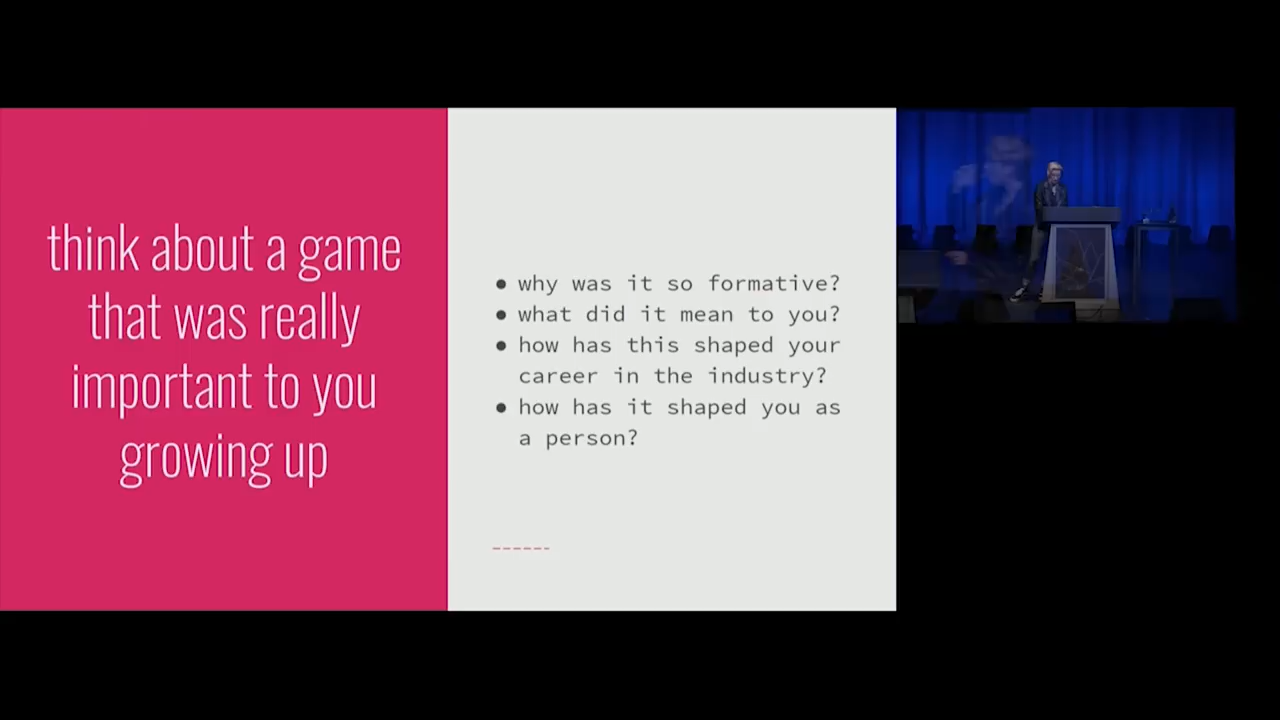 think about a game
that was really
important to you
growing up
● why was it so formative?
● what did it mean to you?
● how has this shaped your
career in the industry?
● how has it shaped you as
a person?